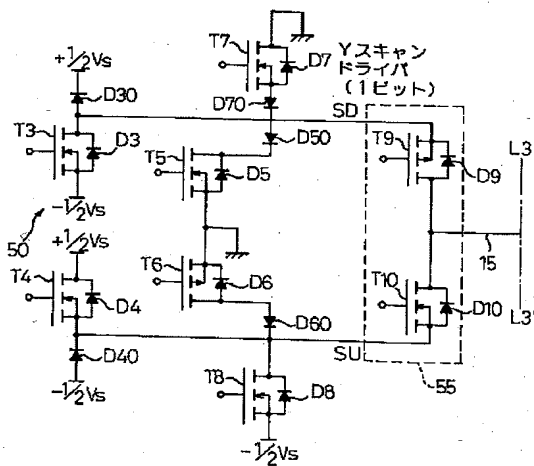 T7
D7
Yスキャン
ドライバ
(1ビット)
+1/2Vs
D30
D70
SD
T3
D3
D50
T9
D9
L3
T5
D5
-1/2Vs
50
+1/2Vs
15
T6
D6
T4
D4
T10
D10
D60
L3'
SU
D40
T8
D8
55
-1/2Vs
-1/2Vs